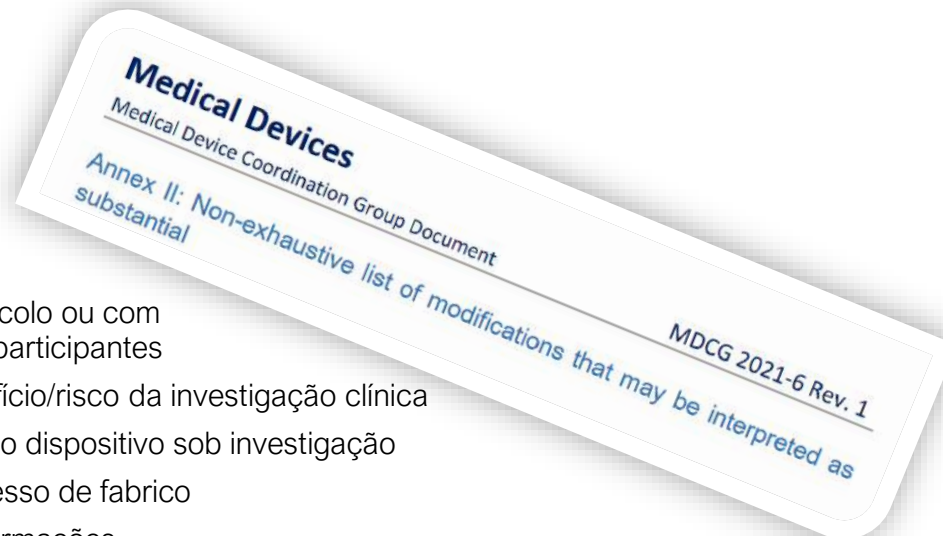 Medical Devices
Medical Device Coordination Group Document
MDCG 2021-6 Rev. 1
Annex II: Non-exhaustive list of modifications that may be interpreted as
substantial
colo ou com
participantes
fício/risco da investigação clínica
o dispositivo sob investigação
esso de fabrico